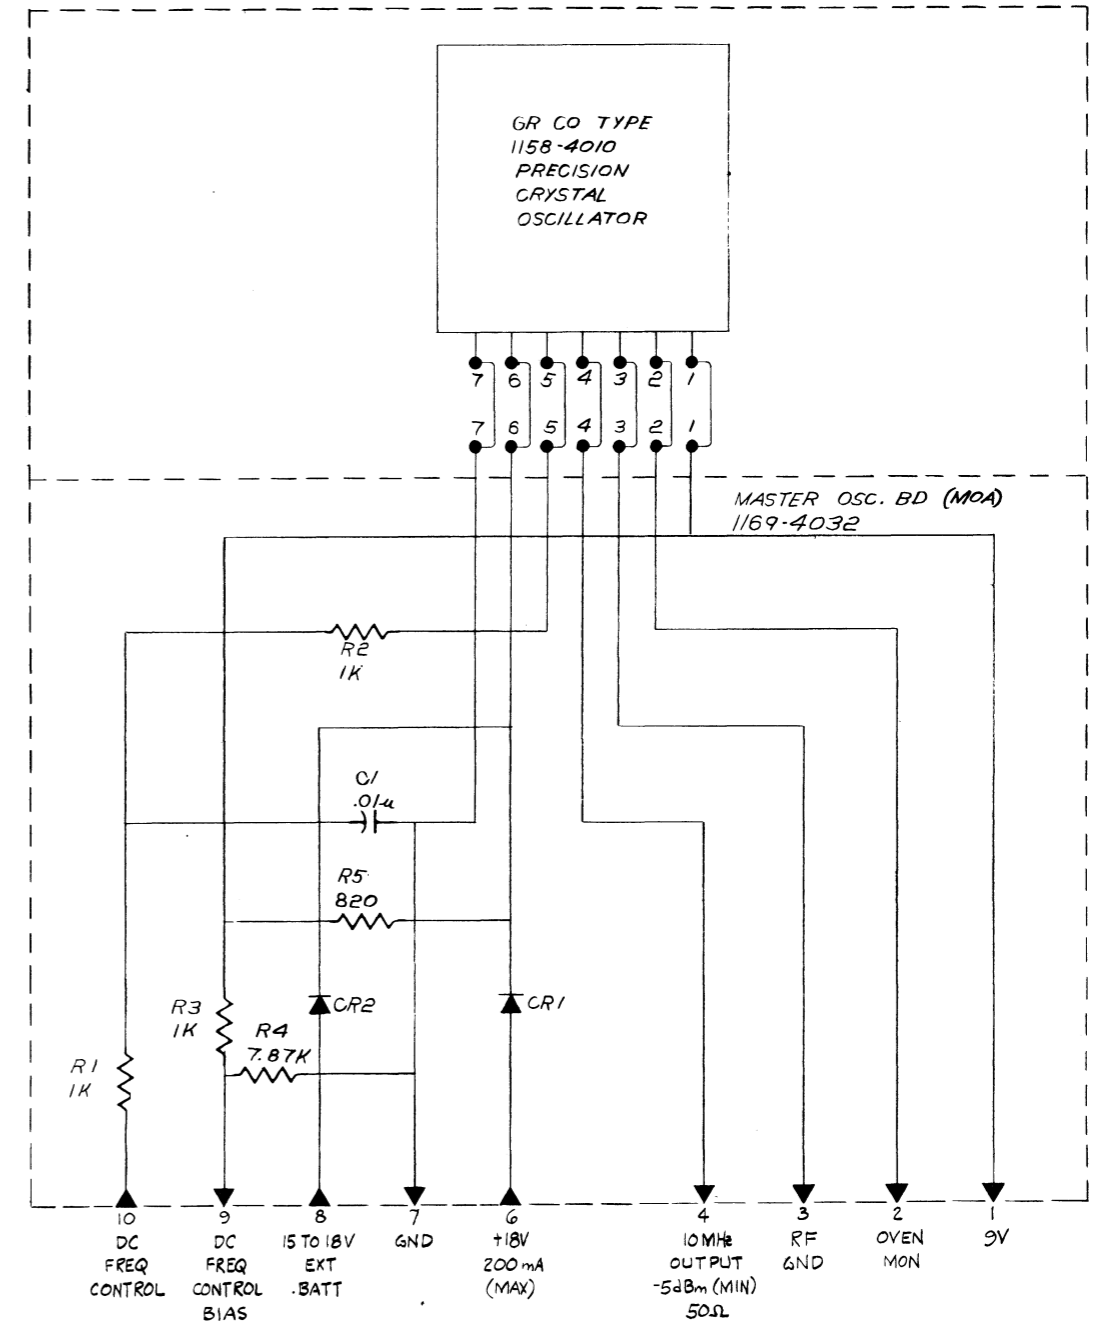 GR CO TYPE
1158-4010
PRECISION
CRYSTAL
OSCILLATOR
7 6 5 4 3 2 1
7 6 5 4 3 2 1
MASTER OSC. BD (MOA)
1169-4032
R2
1K
C1
.01u
R5
820
R3
1K
R4
7.87K
CR2
CR1
R1
1K
10
DC
FREQ
CONTROL
9
DC
FREQ
CONTROL
BIAS
8
15 TO 18V
EXT
.BATT
7
GND
6
+18V
200mA
(MAX)
4
10MHz
OUTPUT
-5dBm (MIN)
50Ω
3
RF
GND
2
OVEN
MON
1
9V